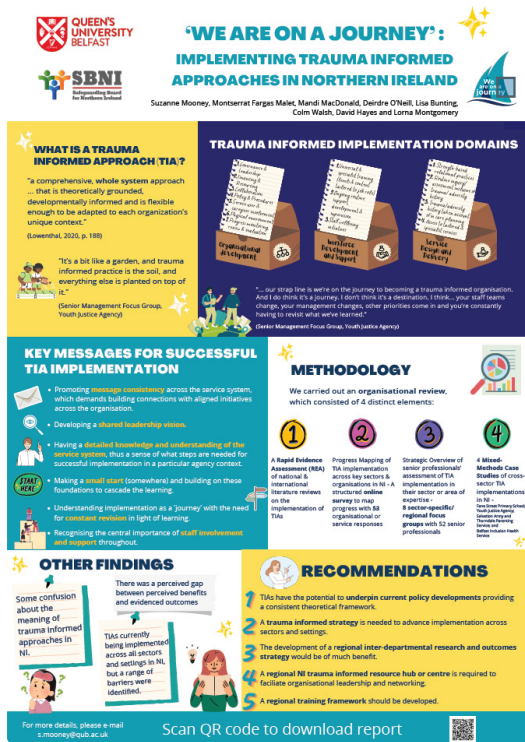 QUEEN'S
UNIVERSITY
BELFAST
SBNI
Safeguarding Board
for Northern Ireland
‘WE ARE ON A JOURNEY’ :
IMPLEMENTING TRAUMA INFORMED
APPROACHES IN NORTHERN IRELAND
We
are on a
journey
Suzanne Mooney, Montserrat Fargas Malet, Mandi MacDonald, Deirdre O'Neill, Lisa Bunting,
Colm Walsh, David Hayes and Lorna Montgomery
WHAT IS A TRAUMA
INFORMED APPROACH (TIA)?
“a comprehensive, whole system approach
... that is theoretically grounded,
developmentally informed and is flexible
enough to be adapted to each organisation's
unique context.”
(Lowenthal, 2020, p. 188)
"It's a bit like a garden, and trauma
informed practice is the soil, and
everything else is planted on top of
it."
(Senior Management Focus Group,
Youth Justice Agency)
TRAUMA INFORMED IMPLEMENTATION DOMAINS
Organisational
development
Workforce
Development
and Support
Service
Design and
Delivery
"... our strap line is we're on the journey to becoming a trauma informed organisation.
And I do think it's a journey. I don't think it's a destination. I think... your staff teams
change, your management changes, other priorities come in and you're constantly
having to revisit what we've learned."
(Senior Management Focus Group, Youth Justice Agency)
KEY MESSAGES FOR SUCCESSFUL
TIA IMPLEMENTATION
• Promoting message consistency across the service system,
which demands building connections with aligned initiatives
across the organisation.
• Developing a shared leadership vision.
• Having a detailed knowledge and understanding of the
service system, thus a sense of what steps are needed for
successful implementation in a particular agency context.
START
HERE
• Making a small start (somewhere) and building on these
foundations to cascade the learning.
• Understanding implementation as a 'journey' with the need
for constant revision in light of learning.
• Recognising the central importance of staff involvement
and support throughout.
METHODOLOGY
We carried out an organisational review,
which consisted of 4 distinct elements:
1
A Rapid Evidence
Assessment (REA)
of national &
international
literature reviews
on the
implementation of
TIAs
2
Progress Mapping of
TIA implementation
across key sectors &
organisations in NI - A
structured online
survey to map
progress with 53
organisational or
service responses
3
Strategic Overview of
senior professionals'
assessment of TIA
implementation in
their sector or area of
expertise -
8 sector-specific/
regional focus
groups with 52 senior
professionals
4
4 Mixed-
Methods Case
Studies of cross-
sector TIA
implementations
in NI -
Youth Justice Agency
Salvation Army and
Thorndale Parenting
Service; and
Belfast Inclusion Health
Service
OTHER FINDINGS
Some confusion
about the
meaning of
trauma informed
approaches in
NI.
There was a perceived gap
between perceived benefits
and evidenced outcomes
TIAs currently
being implemented
across all sectors
and settings in NI,
but a range of
barriers were
identified.
RECOMMENDATIONS
1 TIAs have the potential to underpin current policy developments providing
a consistent theoretical framework.
2 A trauma informed strategy is needed to advance implementation across
sectors and settings.
3 The development of a regional inter-departmental research and outcomes
strategy would be of much benefit.
4 A regional NI trauma informed resource hub or centre is required to
faciliate organisational leadership and networking.
5 A regional training framework should be developed.
For more details, please e-mail
s.mooney@qub.ac.uk
Scan QR code to download report